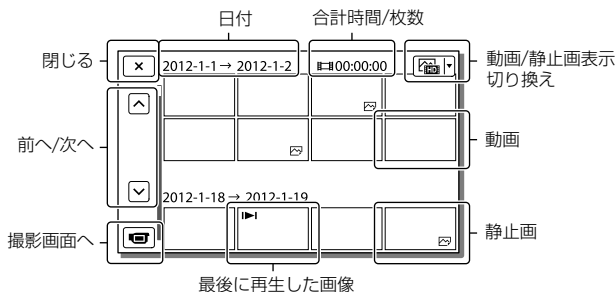 日付
合計時間/枚数
閉じる
2012-1-1→ 2012-1-2
00:00:00
動画/静止画表示
切り換え
前へ/次へ
動画
2012-1-18→ 2012-1-19
撮影画面へ
静止画
最後に再生した画像